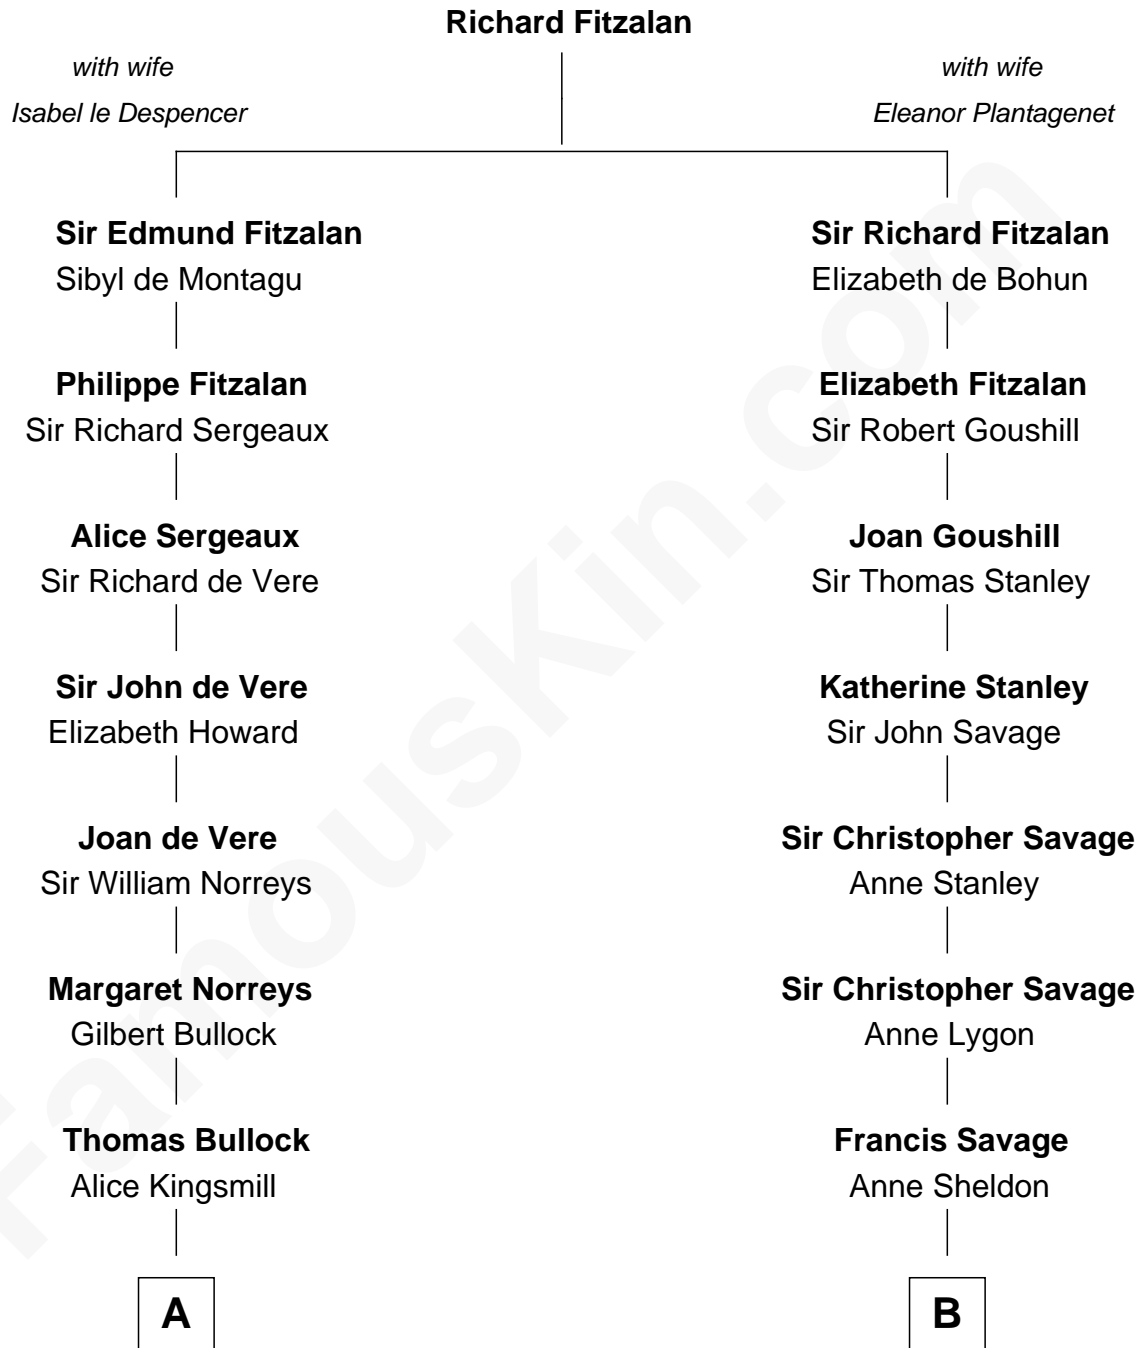 Richard Fitzalan
with wife
Isabel le Despencer
with wife
Eleanor Plantagenet
Sir Edmund Fitzalan
Sibyl de Montagu
Sir Richard Fitzalan
Elizabeth de Bohun
Philippe Fitzalan
Sir Richard Sergeaux
Elizabeth Fitzalan
Sir Robert Goushill
Alice Sergeaux
Sir Richard de Vere
Joan Goushill
Sir Thomas Stanley
Sir John de Vere
Elizabeth Howard
Katherine Stanley
Sir John Savage
Joan de Vere
Sir William Norreys
Sir Christopher Savage
Anne Stanley
Margaret Norreys
Gilbert Bullock
Sir Christopher Savage
Anne Lygon
Thomas Bullock
Alice Kingsmill
Francis Savage
Anne Sheldon
A
B
FamousKin.com